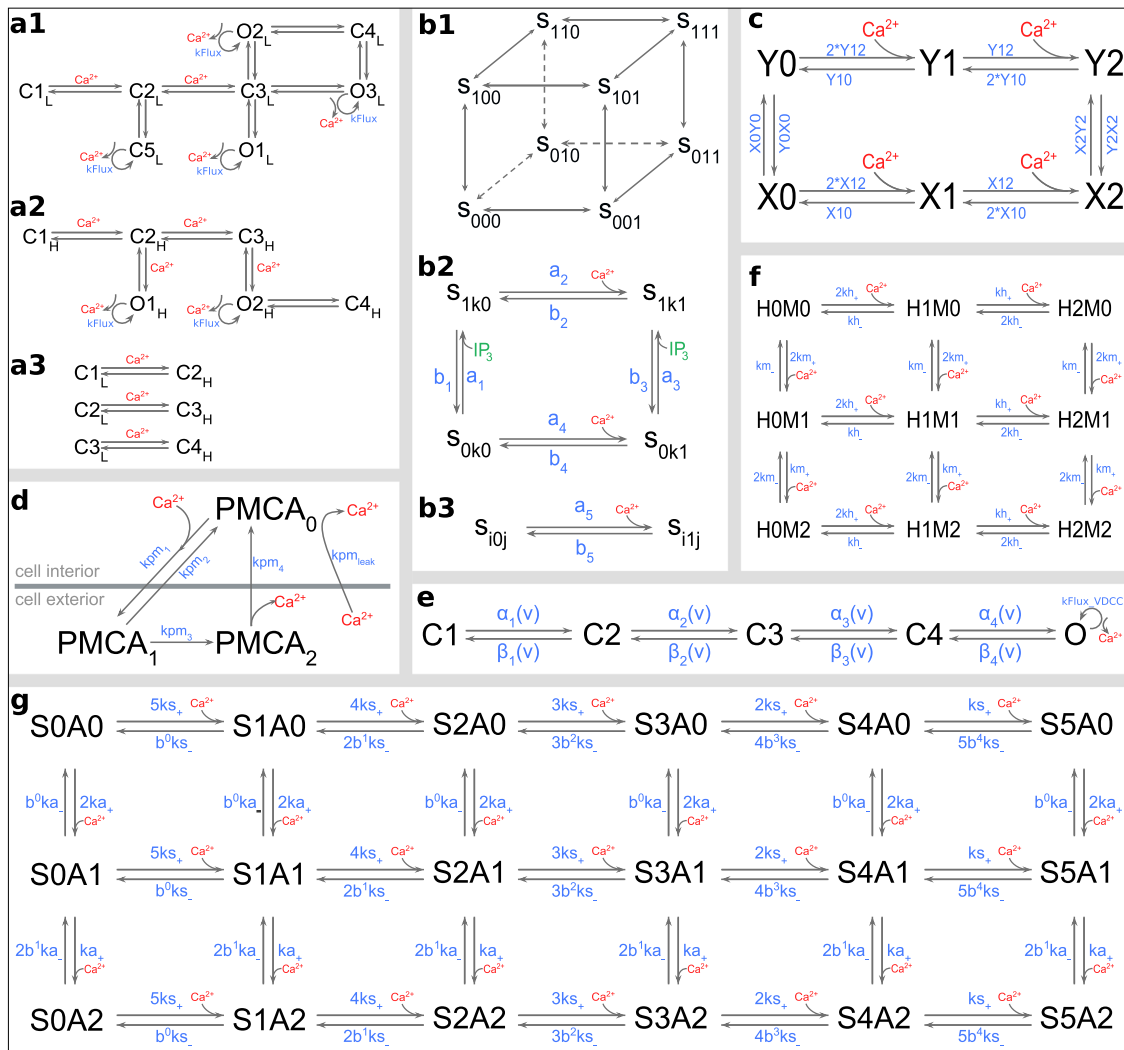 a1
O2L C4L
Ca²⁺
kFlux
C1L Ca²⁺ C2L Ca²⁺ C3L O3L
Ca²⁺ kFlux
Ca²⁺ C5L Ca²⁺ O1L
kFlux kFlux
a2
C1H Ca²⁺ C2H Ca²⁺ C3H
Ca²⁺ Ca²⁺
Ca²⁺ O1H Ca²⁺ O2H C4H
kFlux kFlux
a3
C1L Ca²⁺ C2H
C2L Ca²⁺ C3H
C3L Ca²⁺ C4H
b1
S110 S111
S100 S101
S010 S011
S000 S001
b2
S1k0 a2 Ca²⁺ S1k1
b2
IP3 IP3
b1 a1 b3 a3
S0k0 a4 Ca²⁺ S0k1
b4
b3
Si0j a5 Ca²⁺ Si1j
b5
c
Y0 2*Y12 Ca²⁺ Y1 Y12 Ca²⁺ Y2
Y10 2*Y10
X0Y0 Y0X0 X2Y2 Y2X2
X0 2*X12 Ca²⁺ X1 X12 Ca²⁺ X2
X10 2*X10
d
Ca²⁺ PMCA0 Ca²⁺
kpm1 kpm2 kpm4 kpmleak
cell interior
cell exterior
Ca²⁺ Ca²⁺
PMCA1 kpm3 PMCA2
f
2kh+ Ca²⁺ kh+ Ca²⁺
H0M0 H1M0 H2M0
kh- 2kh-
km- 2km+ km- 2km+ km- 2km+
Ca²⁺ Ca²⁺ Ca²⁺
2kh+ Ca²⁺ kh+ Ca²⁺
H0M1 H1M1 H2M1
kh- 2kh-
2km- km+ 2km- km+ 2km- km+
Ca²⁺ Ca²⁺ Ca²⁺
2kh+ Ca²⁺ kh+ Ca²⁺
H0M2 H1M2 H2M2
kh- 2kh-
e
kFlux_VDCC
α1(v) α2(v) α3(v) α4(v)
C1 C2 C3 C4 O Ca²⁺
β1(v) β2(v) β3(v) β4(v)
g
5ks+ Ca²⁺ 4ks+ Ca²⁺ 3ks+ Ca²⁺ 2ks+ Ca²⁺ ks+ Ca²⁺
S0A0 S1A0 S2A0 S3A0 S4A0 S5A0
b⁰ks- 2b¹ks- 3b²ks- 4b³ks- 5b⁴ks-
b⁰ka- 2ka+ b⁰ka- 2ka+ b⁰ka- 2ka+ b⁰ka- 2ka+ b⁰ka- 2ka+ b⁰ka- 2ka+
Ca²⁺ Ca²⁺ Ca²⁺ Ca²⁺ Ca²⁺ Ca²⁺
5ks+ Ca²⁺ 4ks+ Ca²⁺ 3ks+ Ca²⁺ 2ks+ Ca²⁺ ks+ Ca²⁺
S0A1 S1A1 S2A1 S3A1 S4A1 S5A1
b⁰ks- 2b¹ks- 3b²ks- 4b³ks- 5b⁴ks-
2b¹ka- ka+ 2b¹ka- ka+ 2b¹ka- ka+ 2b¹ka- ka+ 2b¹ka- ka+ 2b¹ka- ka+
Ca²⁺ Ca²⁺ Ca²⁺ Ca²⁺ Ca²⁺ Ca²⁺
5ks+ Ca²⁺ 4ks+ Ca²⁺ 3ks+ Ca²⁺ 2ks+ Ca²⁺ ks+ Ca²⁺
S0A2 S1A2 S2A2 S3A2 S4A2 S5A2
b⁰ks- 2b¹ks- 3b²ks- 4b³ks- 5b⁴ks-